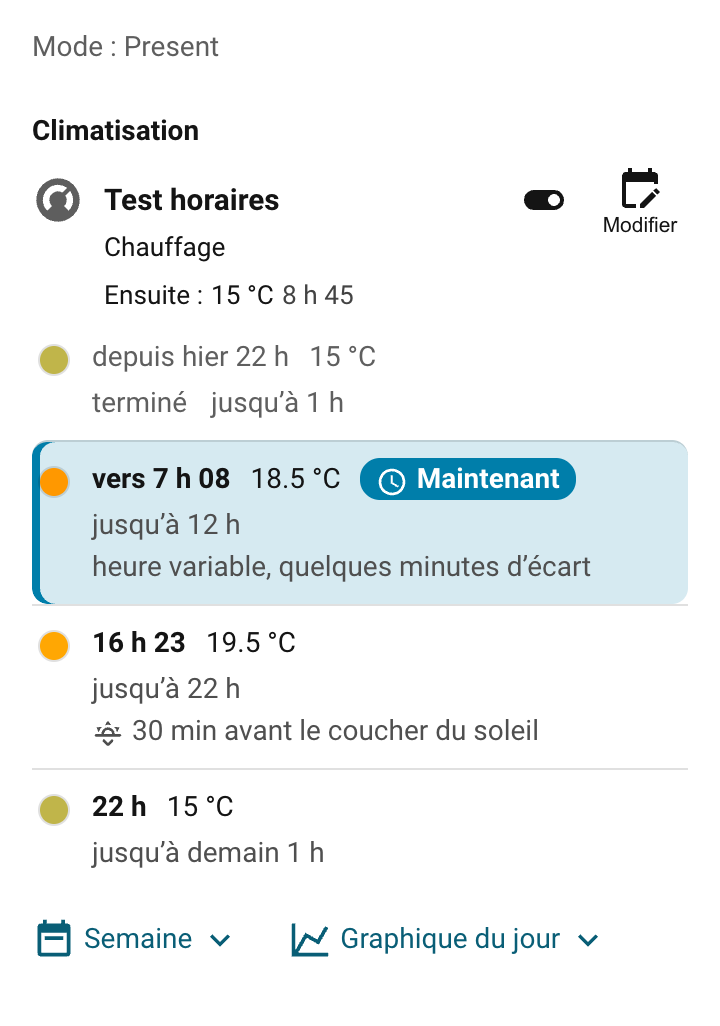 Mode : Present
Climatisation
Test horaires
Modifier
Chauffage
Ensuite : 15 °C 8 h 45
depuis hier 22 h 15 °C
terminé jusqu’à 1 h
vers 7 h 08 18.5 °C Maintenant
jusqu’à 12 h
heure variable, quelques minutes d’écart
16 h 23 19.5 °C
jusqu’à 22 h
30 min avant le coucher du soleil
22 h 15 °C
jusqu’à demain 1 h
Semaine Graphique du jour